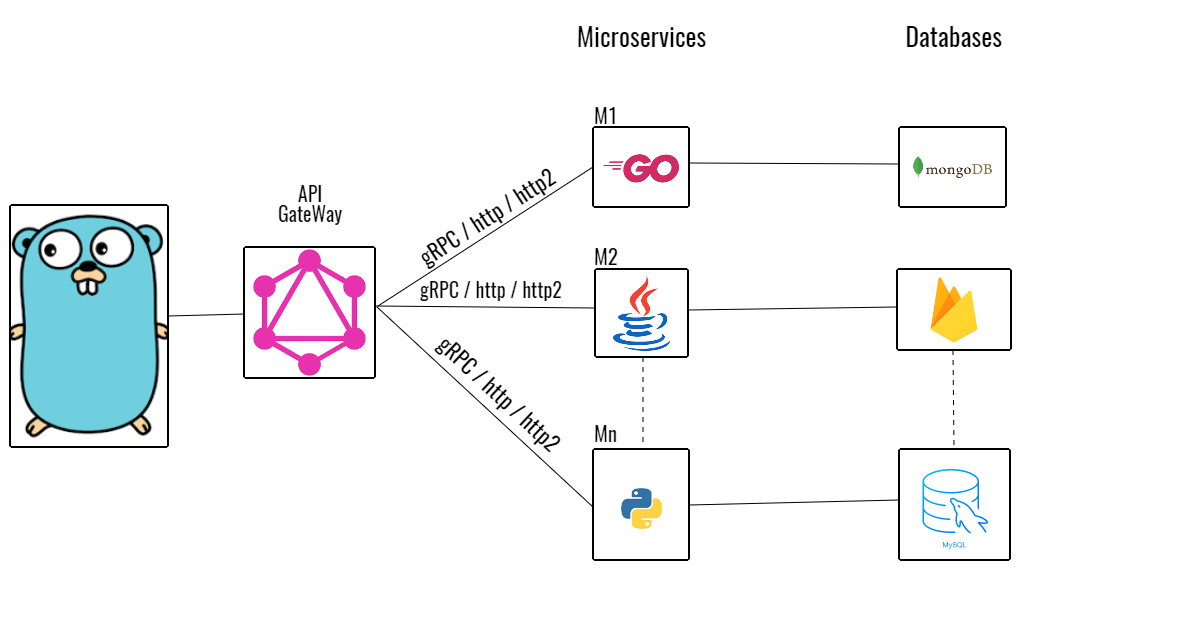 Microservices
Databases
API
GateWay
M1
GO
mongoDB
gRPC / http / http2
M2
gRPC / http / http2
gRPC / http / http2
Mn
MySQL